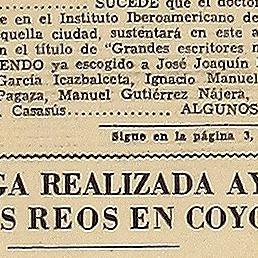 SUCEDE que el doctor
e en el Instituto Iberoamericano de
quella ciudad, sustentará en este a
n el título de "Grandes escritores m
ENDO ya escogido a José Joaquín
García Icazbalceta, Ignacio Manuel
Pagaza, Manuel Gutiérrez Nájera,
Casasús. ALGUNOS
Sigue en la página 3,
GA REALIZADA AY
S REOS EN COYO